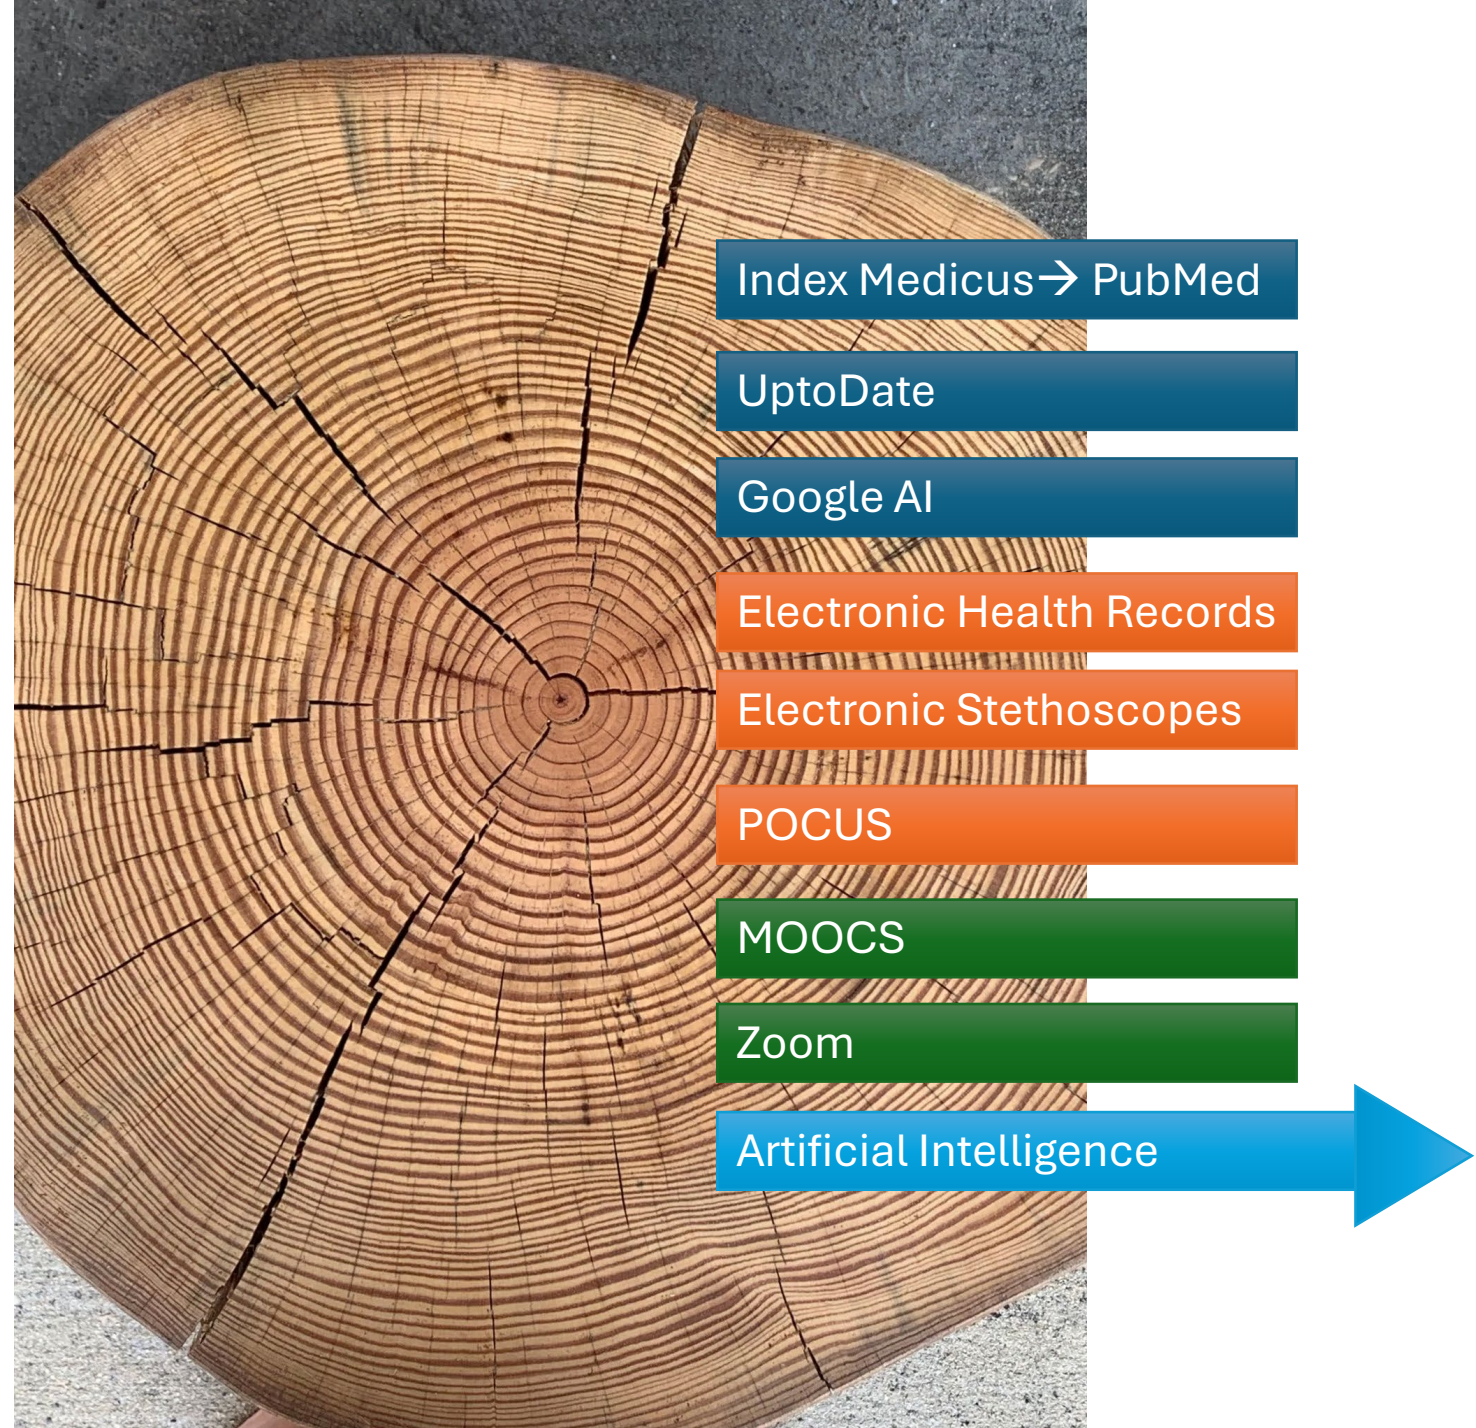 Index Medicus→ PubMed
UptoDate
Google AI
Electronic Health Records
Electronic Stethoscopes
POCUS
MOOCS
Zoom
Artificial Intelligence